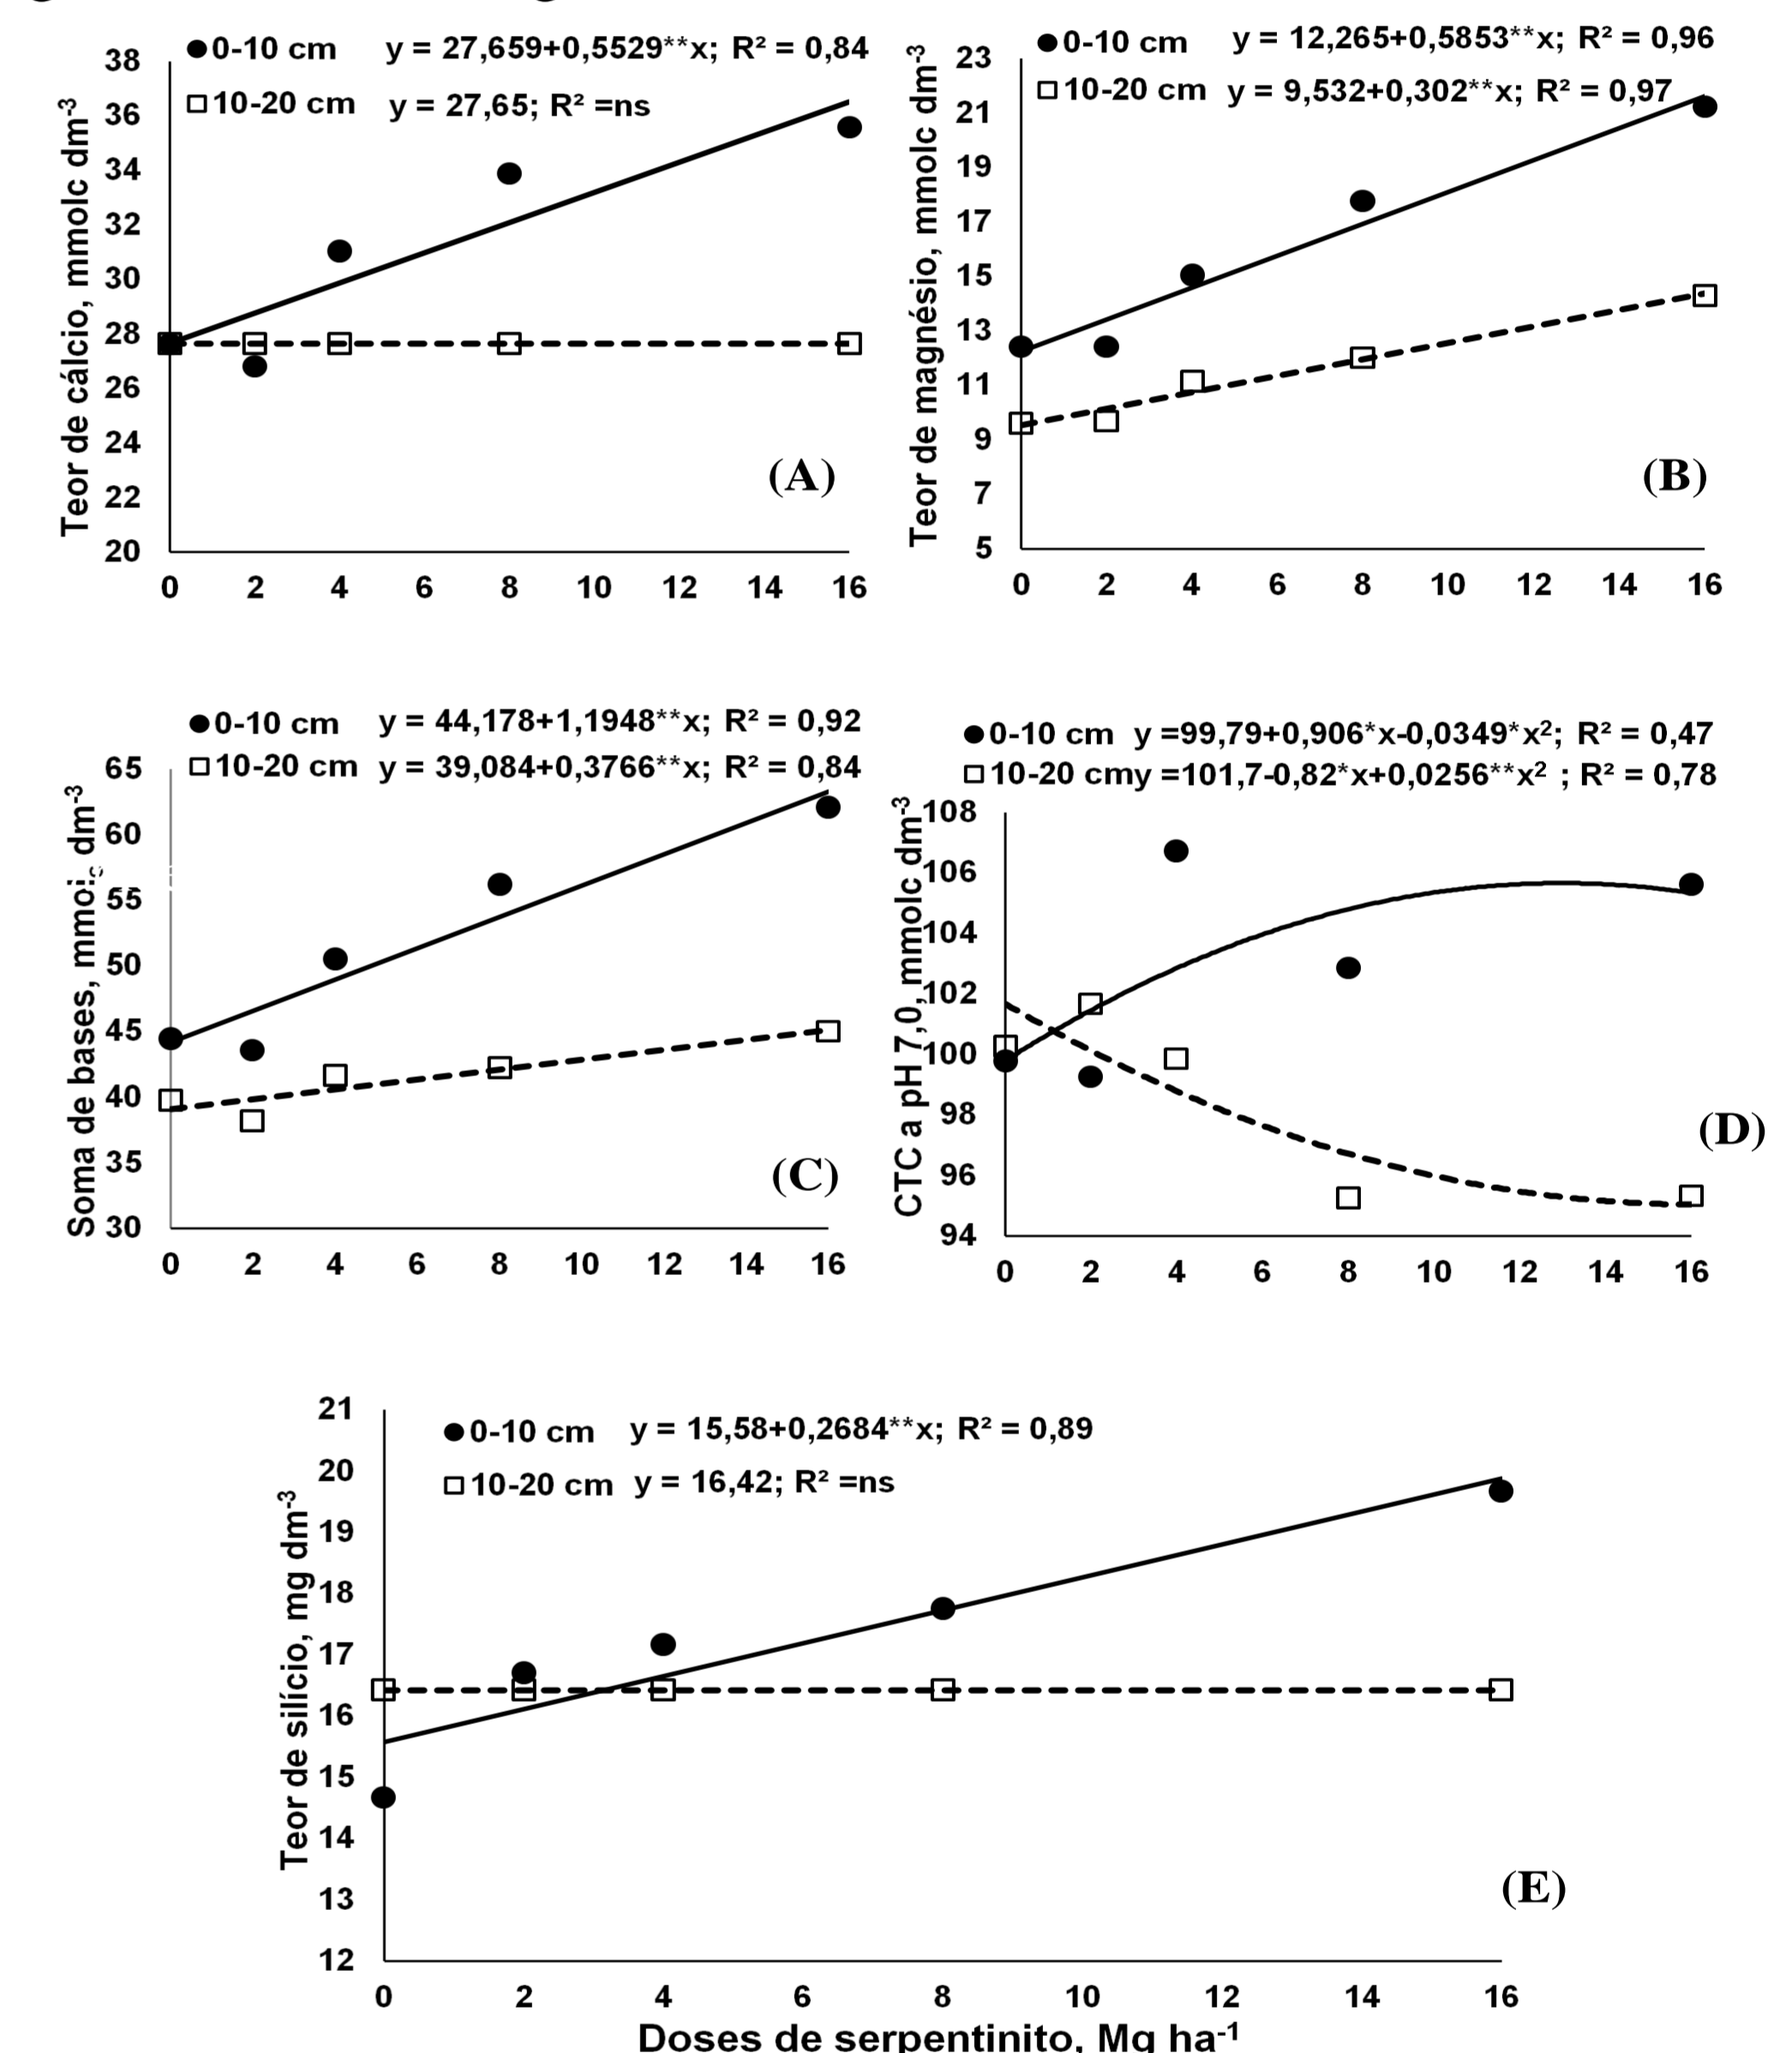 0-10 cm y = 27,659+0,5529**x; R² = 0,84
10-20 cm y = 27,65; R² =ns
Teor de cálcio, mmolc dm-3
38
36
34
32
30
28
26
24
22
20
(A)
0 2 4 6 8 10 12 14 16
0-10 cm y = 12,265+0,5853**x; R² = 0,96
10-20 cm y = 9,532+0,302**x; R² = 0,97
Teor de magnésio, mmolc dm-3
23
21
19
17
15
13
11
9
7
5
(B)
0 2 4 6 8 10 12 14 16
0-10 cm y = 44,178+1,1948**x; R² = 0,92
10-20 cm y = 39,084+0,3766**x; R² = 0,84
Soma de bases, dm-3
65
60
55
50
45
40
35
30
(C)
0 2 4 6 8 10 12 14 16
0-10 cm y =99,79+0,906*x-0,0349*x²; R² = 0,47
10-20 cmy =101,7-0,82*x+0,0256**x² ; R² = 0,78
CTC a pH 7,0, mmolc dm-3
108
106
104
102
100
98
96
94
(D)
0 2 4 6 8 10 12 14 16
0-10 cm y = 15,58+0,2684**x; R² = 0,89
10-20 cm y = 16,42; R² =ns
Teor de silício, mg dm-3
21
20
19
18
17
16
15
14
13
12
(E)
0 2 4 6 8 10 12 14 16
Doses de serpentinito, Mg ha-1